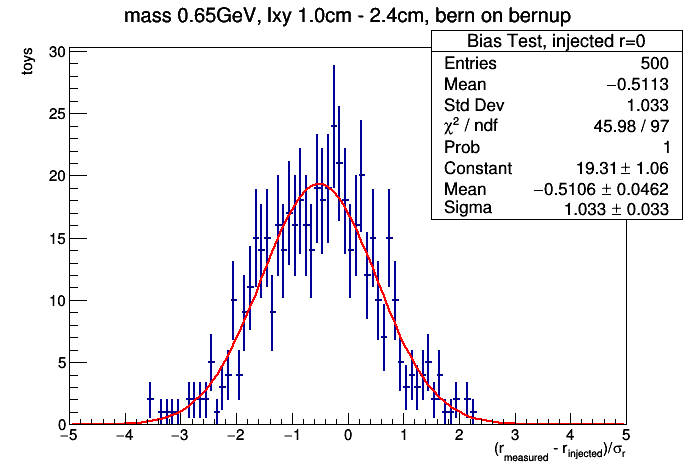 mass 0.65GeV, lxy 1.0cm - 2.4cm, bern on bernup
Bias Test, injected r=0
Entries 500
Mean −0.5113
Std Dev 1.033
χ² / ndf 45.98 / 97
Prob 1
Constant 19.31 ± 1.06
Mean −0.5106 ± 0.0462
Sigma 1.033 ± 0.033
toys
30
25
20
15
10
5
0
−5 −4 −3 −2 −1 0 1 2 3 4 5
(r_measured - r_injected)/σ_r